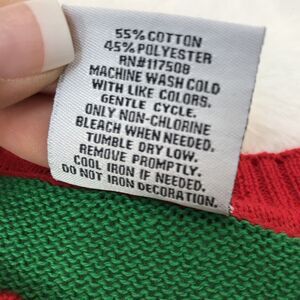 55% COTTON
45% POLYESTER
RN#117508
MACHINE WASH COLD
WITH LIKE COLORS.
GENTLE CYCLE.
ONLY NON-CHLORINE
BLEACH WHEN NEEDED.
TUMBLE DRY LOW.
REMOVE PROMPTLY.
COOL IRON IF NEEDED.
DO NOT IRON DECORATION.